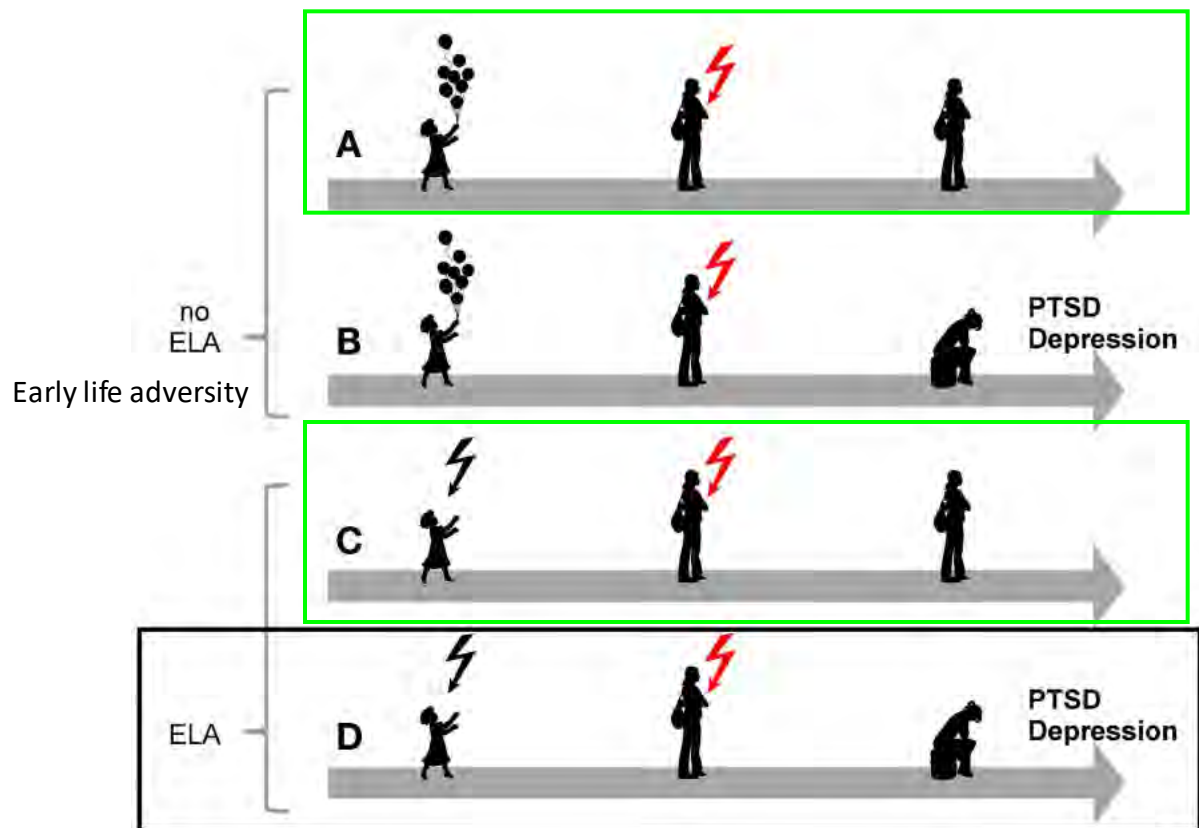 A
no
ELA
B
PTSD
Depression
Early life adversity
C
ELA
D
PTSD
Depression